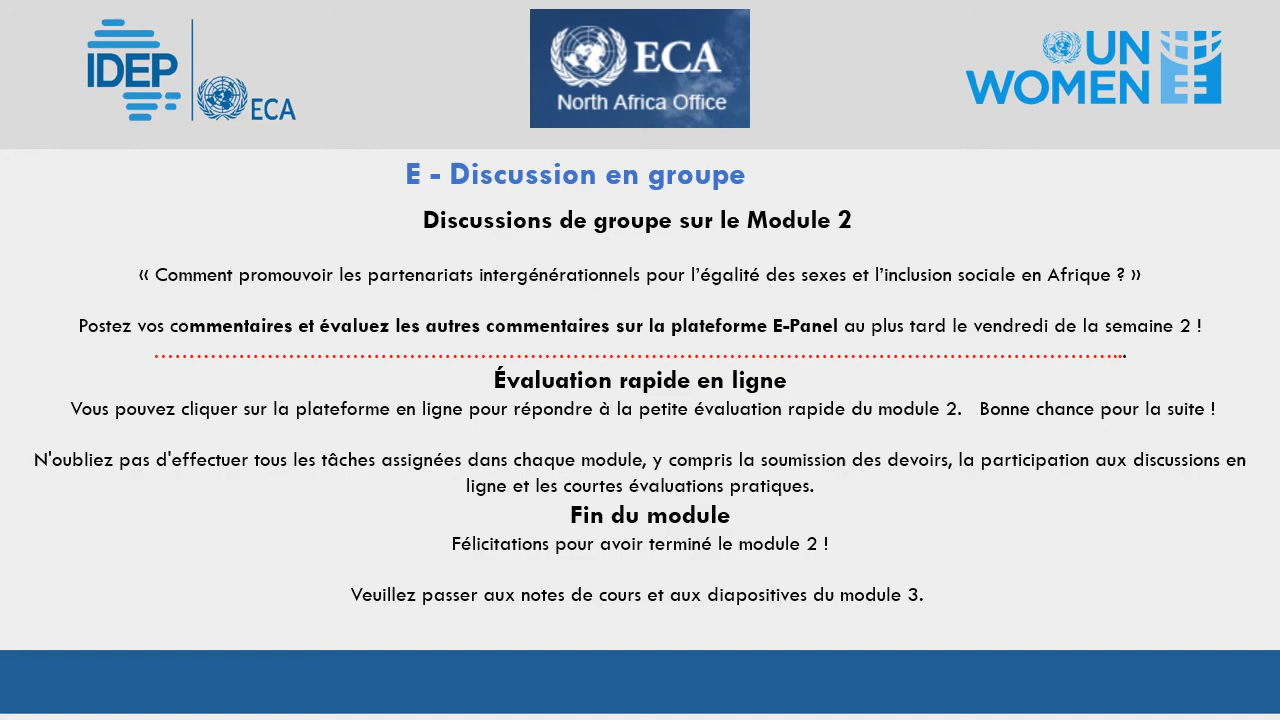 IDEP
ECA
ECA
North Africa Office
UN
WOMEN
E - Discussion en groupe
Discussions de groupe sur le Module 2
« Comment promouvoir les partenariats intergénérationnels pour l’égalité des sexes et l’inclusion sociale en Afrique ? »
Postez vos commentaires et évaluez les autres commentaires sur la plateforme E-Panel au plus tard le vendredi de la semaine 2 !
…………………………………………………………………………………………………………………………...
Évaluation rapide en ligne
Vous pouvez cliquer sur la plateforme en ligne pour répondre à la petite évaluation rapide du module 2.   Bonne chance pour la suite !
N'oubliez pas d'effectuer tous les tâches assignées dans chaque module, y compris la soumission des devoirs, la participation aux discussions en
ligne et les courtes évaluations pratiques.
Fin du module
Félicitations pour avoir terminé le module 2 !
Veuillez passer aux notes de cours et aux diapositives du module 3.